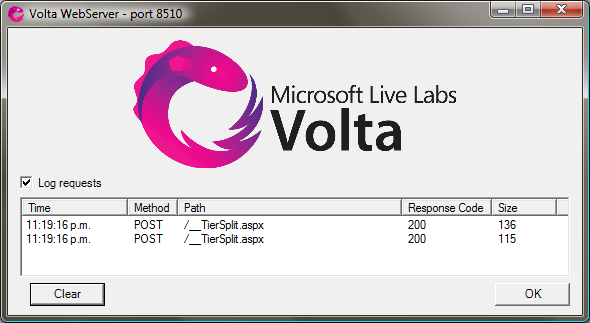 Volta WebServer - port 8510
Microsoft Live Labs
Volta
Log requests
Time Method Path Response Code Size
11:19:16 p.m. POST /__TierSplit.aspx 200 136
11:19:16 p.m. POST /__TierSplit.aspx 200 115
Clear OK